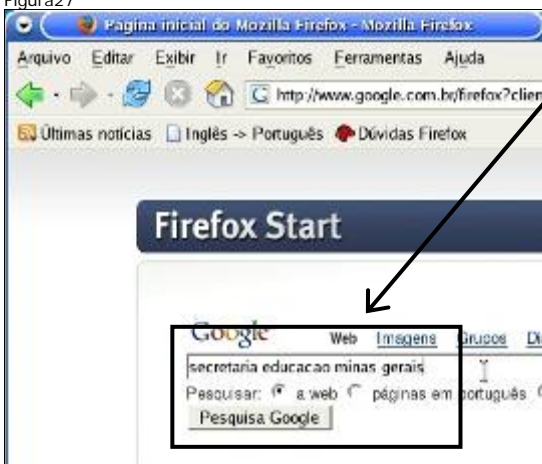 Figura27
Pagina inicial do Mozilla Firefox - Mozilla Firefox
Arquivo Editar Exibir Ir Favoritos Ferramentas Ajuda
G http://www.google.com.br/firefox?clien
Últimas notícias Inglês -> Português Dúvidas Firefox
Firefox Start
Google Web Imagens Grupos Di
secretaria educacao minas gerais
Pesquisar: a web páginas em português
Pesquisa Google